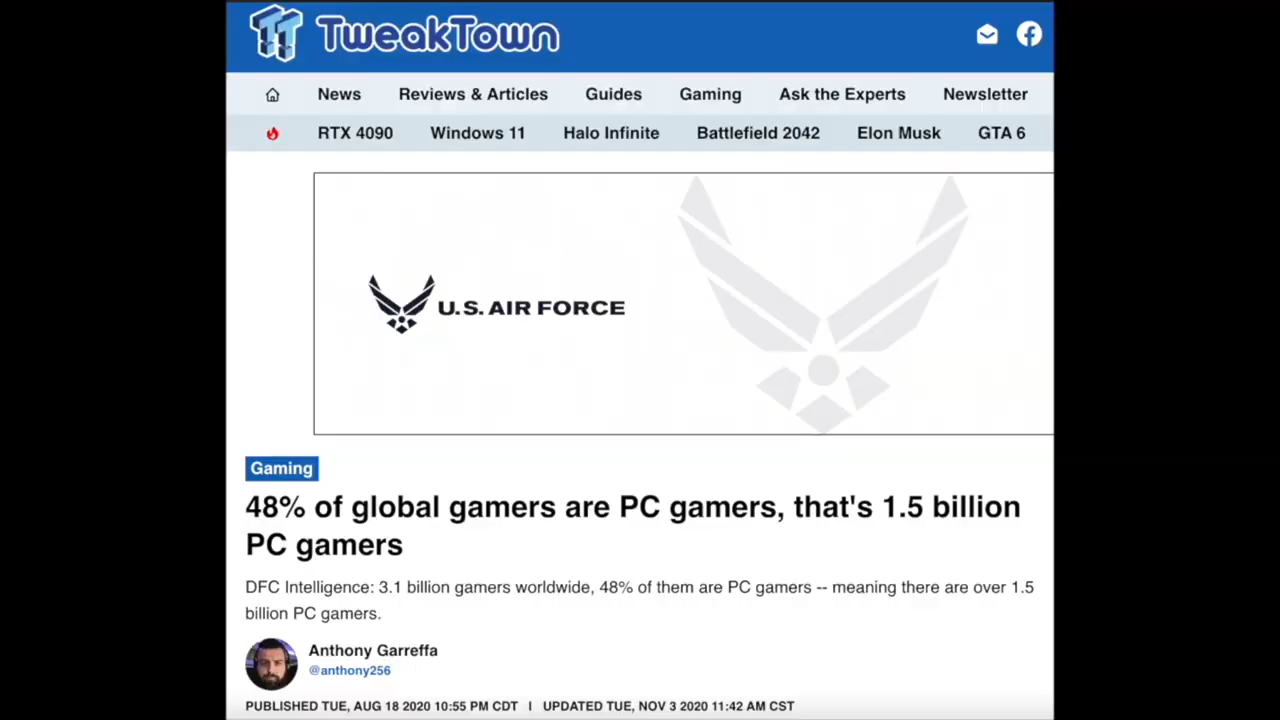 TweakTown
News Reviews & Articles Guides Gaming Ask the Experts Newsletter
RTX 4090 Windows 11 Halo Infinite Battlefield 2042 Elon Musk GTA 6
U.S. AIR FORCE
Gaming
48% of global gamers are PC gamers, that's 1.5 billion
PC gamers
DFC Intelligence: 3.1 billion gamers worldwide, 48% of them are PC gamers -- meaning there are over 1.5
billion PC gamers.
Anthony Garreffa
@anthony256
PUBLISHED TUE, AUG 18 2020 10:55 PM CDT | UPDATED TUE, NOV 3 2020 11:42 AM CST